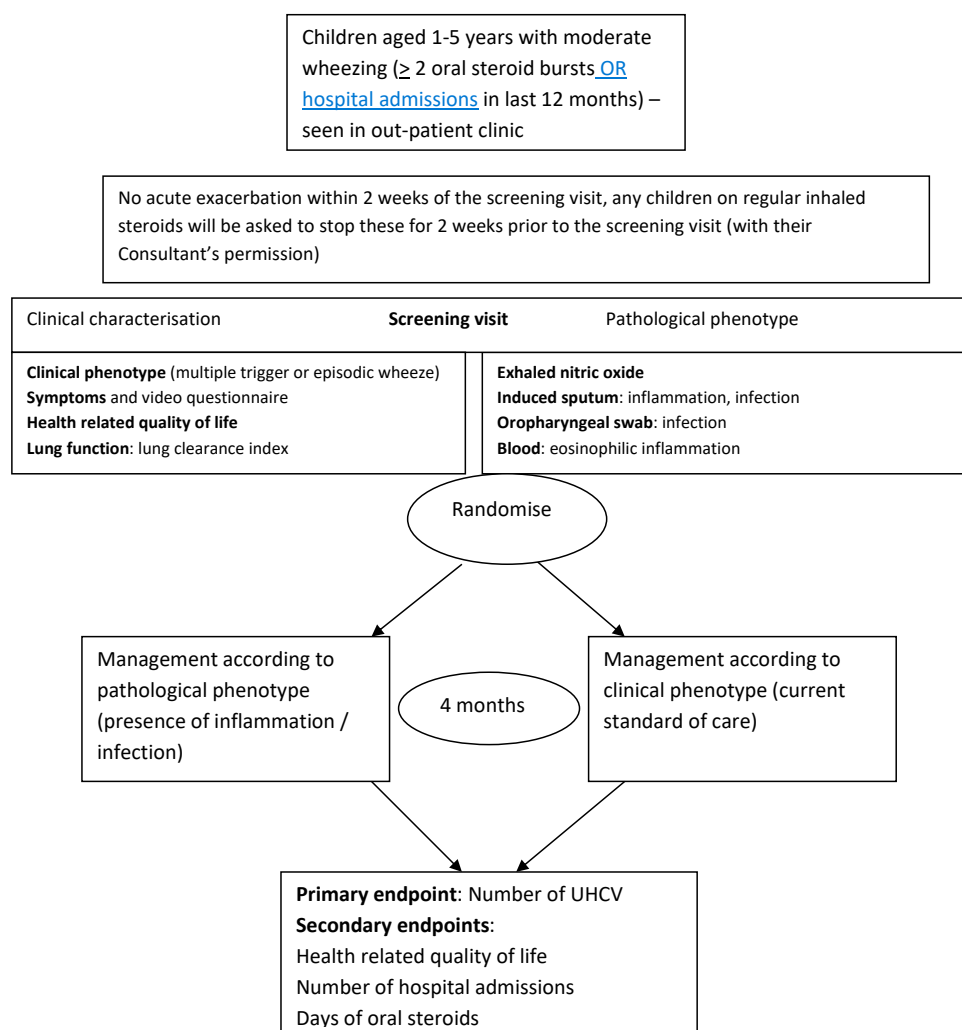 Children aged 1-5 years with moderate
wheezing (> 2 oral steroid bursts OR
hospital admissions in last 12 months) –
seen in out-patient clinic
No acute exacerbation within 2 weeks of the screening visit, any children on regular inhaled
steroids will be asked to stop these for 2 weeks prior to the screening visit (with their
Consultant's permission)
Clinical characterisation Screening visit Pathological phenotype
Clinical phenotype (multiple trigger or episodic wheeze)
Symptoms and video questionnaire
Health related quality of life
Lung function: lung clearance index
Exhaled nitric oxide
Induced sputum: inflammation, infection
Oropharyngeal swab: infection
Blood: eosinophilic inflammation
Randomise
Management according to
pathological phenotype
(presence of inflammation /
infection)
4 months
Management according to
clinical phenotype (current
standard of care)
Primary endpoint: Number of UHCV
Secondary endpoints:
Health related quality of life
Number of hospital admissions
Days of oral steroids